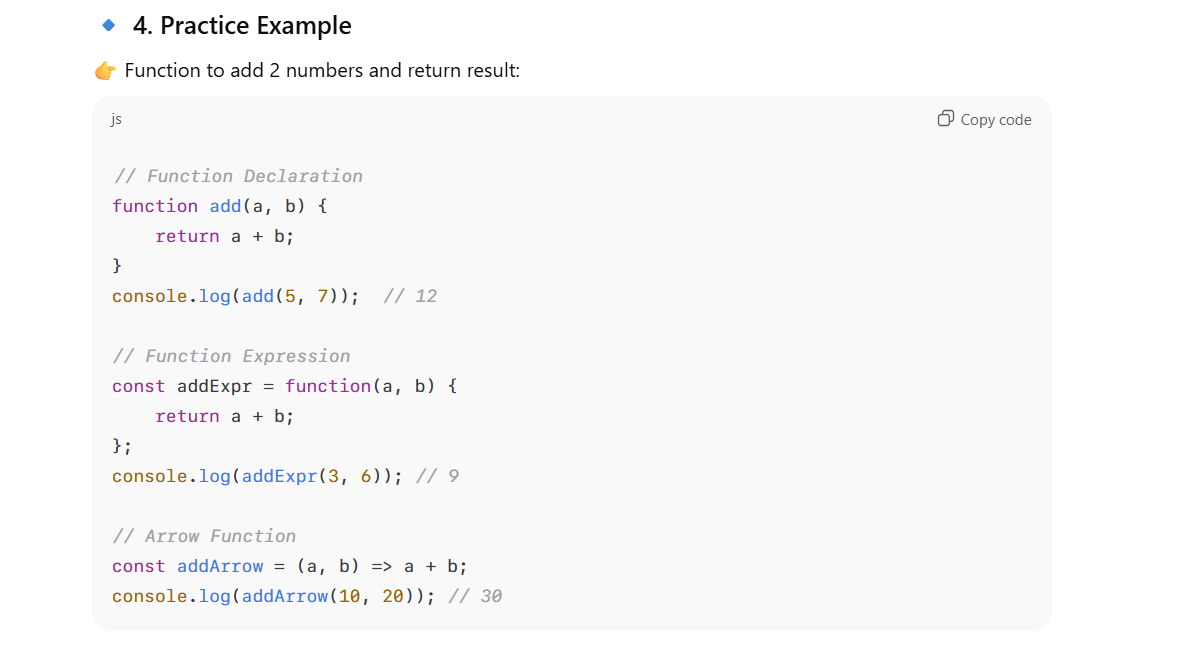 🔹 4. Practice Example
👉 Function to add 2 numbers and return result:
js
Copy code
// Function Declaration
function add(a, b) {
    return a + b;
}
console.log(add(5, 7));  // 12

// Function Expression
const addExpr = function(a, b) {
    return a + b;
};
console.log(addExpr(3, 6)); // 9

// Arrow Function
const addArrow = (a, b) => a + b;
console.log(addArrow(10, 20)); // 30